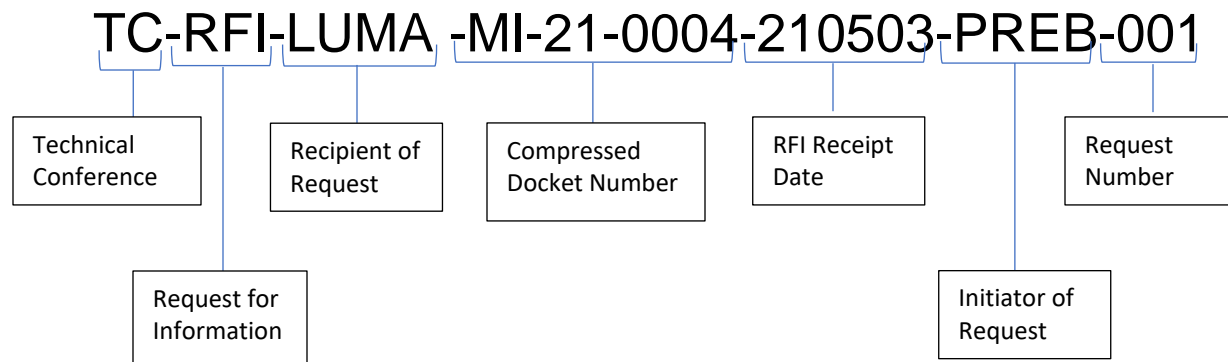 TC-RFI-LUMA -MI-21-0004-210503-PREB-001
Technical
Conference
Recipient of
Request
Compressed
Docket Number
RFI Receipt
Date
Request
Number
Request for
Information
Initiator of
Request